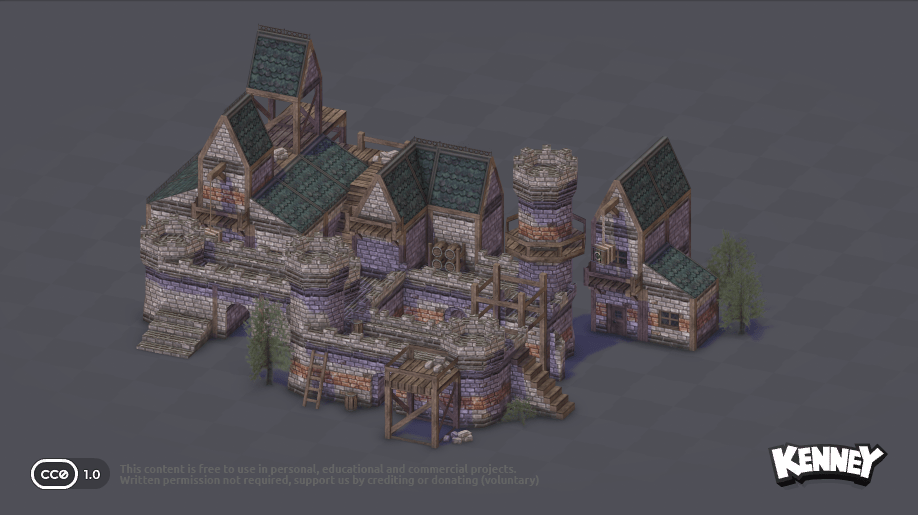 CC0 1.0
This content is free to use in personal, educational and commercial projects.
Written permission not required, support us by crediting or donating (voluntary)
KENNEY